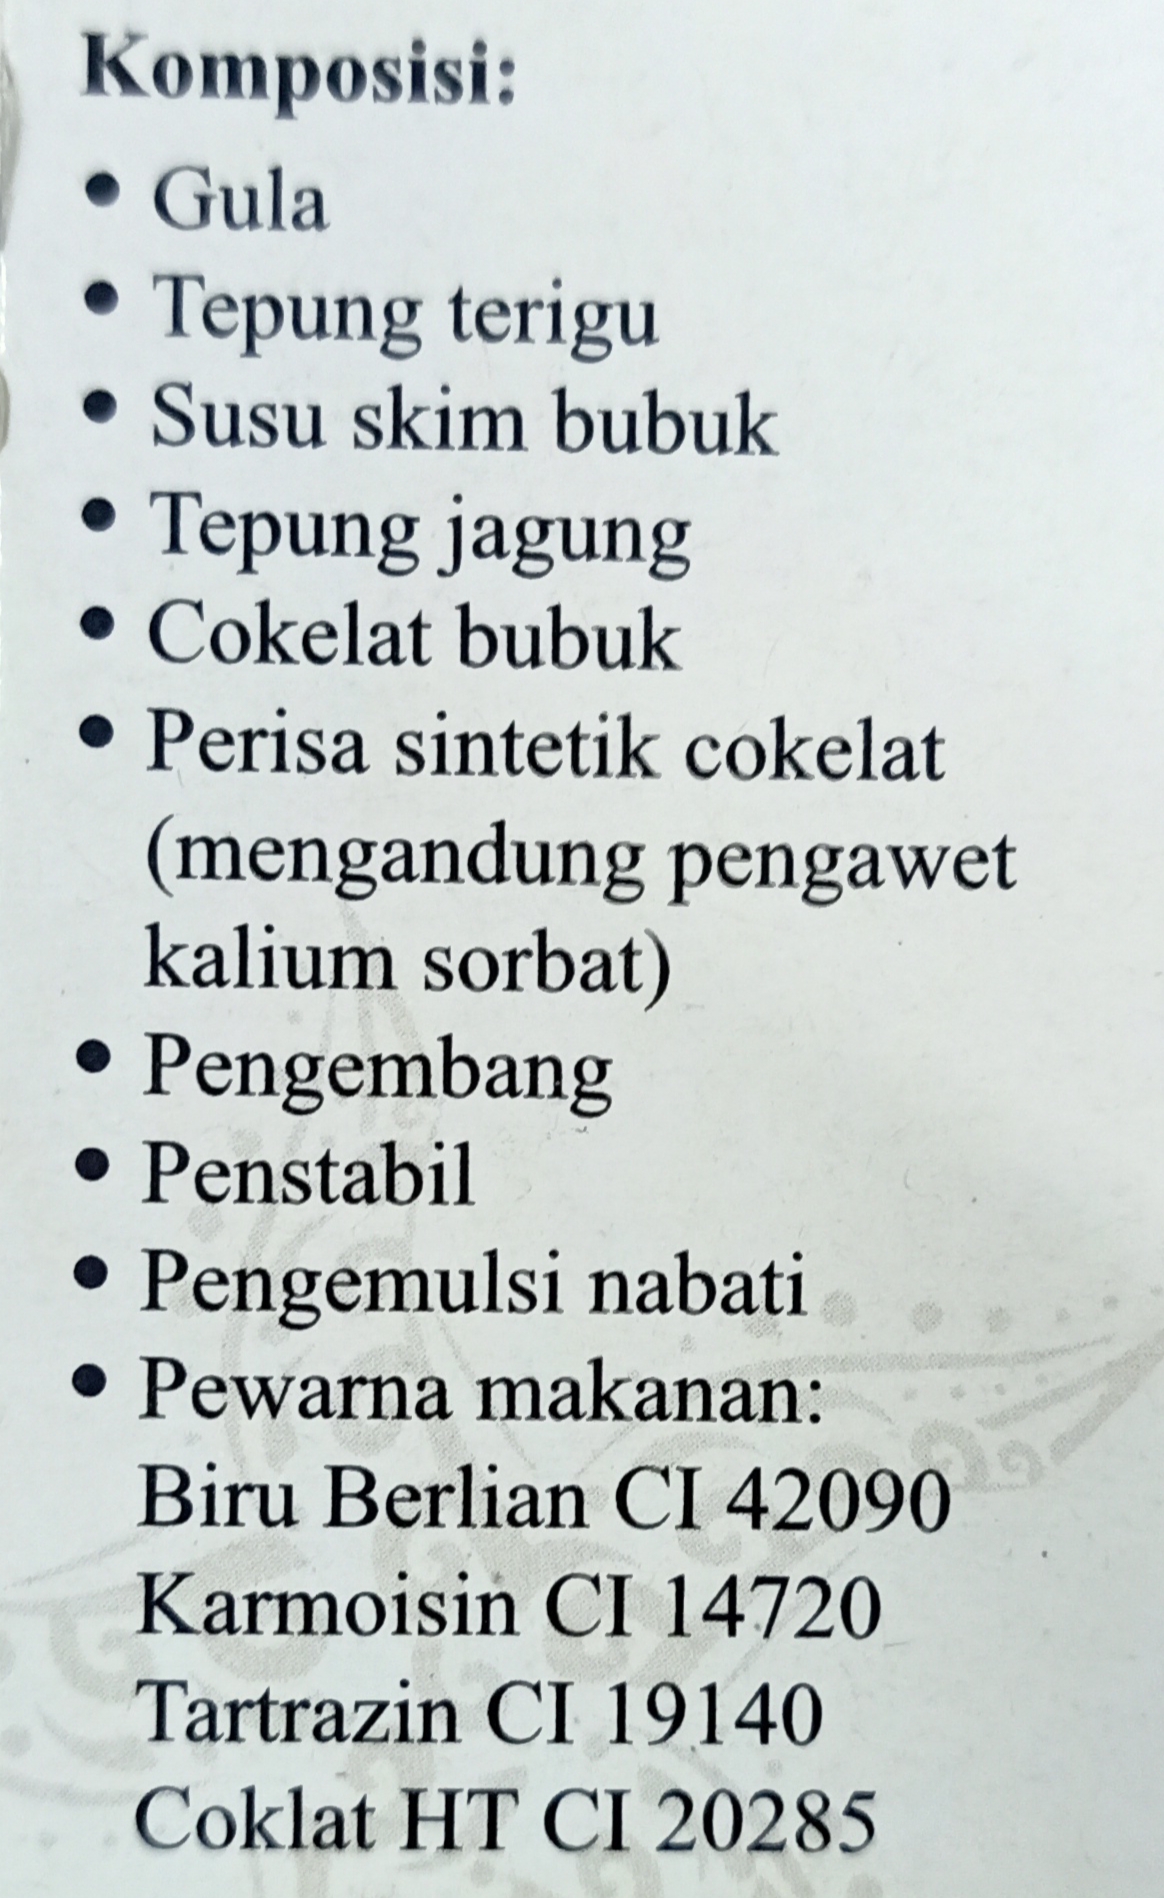 Komposisi:
• Gula
• Tepung terigu
• Susu skim bubuk
• Tepung jagung
• Cokelat bubuk
• Perisa sintetik cokelat
(mengandung pengawet
kalium sorbat)
• Pengembang
• Penstabil
• Pengemulsi nabati
• Pewarna makanan:
Biru Berlian CI 42090
Karmoisin CI 14720
Tartrazin CI 19140
Coklat HT CI 20285